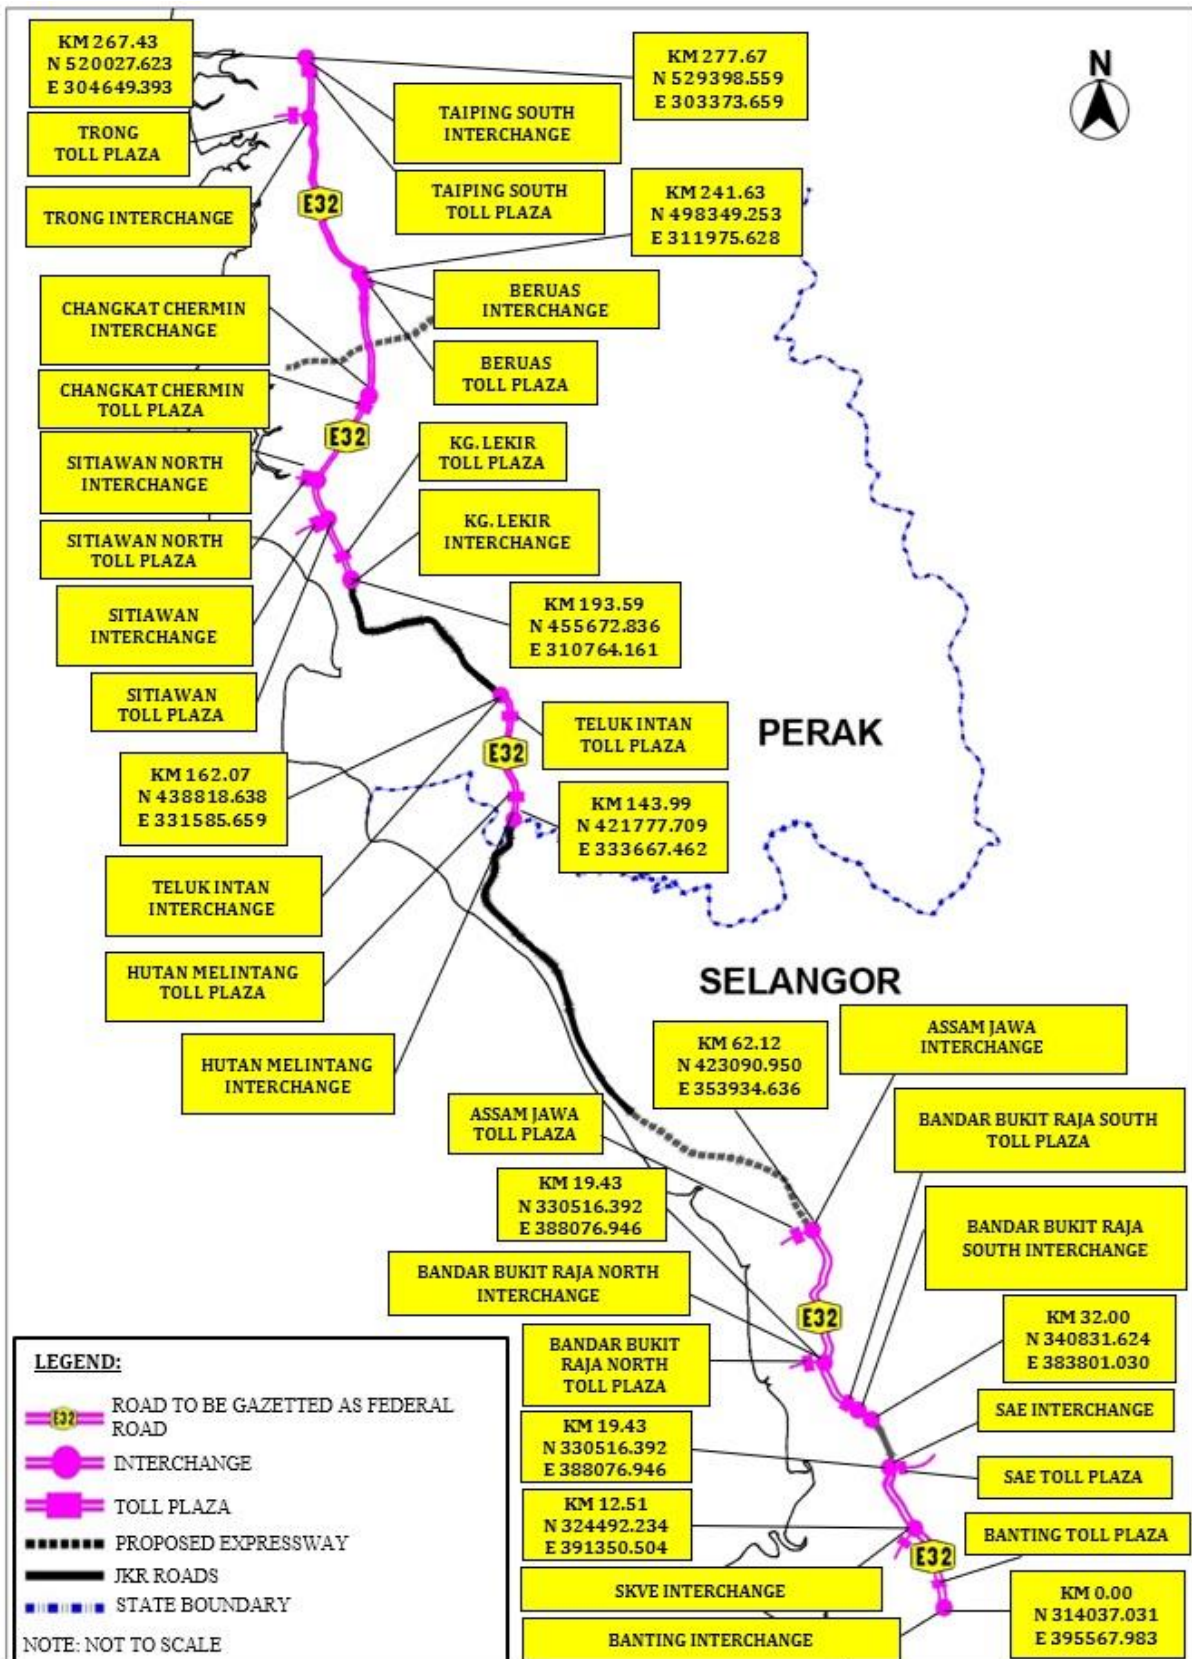 KM 267.43
N 520027.623
E 304649.393
KM 277.67
N 529398.559
E 303373.659
N
TAIPING SOUTH
INTERCHANGE
TRONG
TOLL PLAZA
TAIPING SOUTH
TOLL PLAZA
KM 241.63
N 498349.253
E 311975.628
TRONG INTERCHANGE
E32
BERUAS
INTERCHANGE
CHANGKAT CHERMIN
INTERCHANGE
BERUAS
TOLL PLAZA
CHANGKAT CHERMIN
TOLL PLAZA
E32
KG. LEKIR
TOLL PLAZA
SITIAWAN NORTH
INTERCHANGE
KG. LEKIR
INTERCHANGE
SITIAWAN NORTH
TOLL PLAZA
KM 193.59
N 455672.836
E 310764.161
SITIAWAN
INTERCHANGE
SITIAWAN
TOLL PLAZA
TELUK INTAN
TOLL PLAZA
PERAK
E32
KM 162.07
N 438818.638
E 331585.659
KM 143.99
N 421777.709
E 333667.462
TELUK INTAN
INTERCHANGE
HUTAN MELINTANG
TOLL PLAZA
SELANGOR
HUTAN MELINTANG
INTERCHANGE
KM 62.12
N 423090.950
E 353934.636
ASSAM JAWA
INTERCHANGE
ASSAM JAWA
TOLL PLAZA
BANDAR BUKIT RAJA SOUTH
TOLL PLAZA
KM 19.43
N 330516.392
E 388076.946
BANDAR BUKIT RAJA
SOUTH INTERCHANGE
BANDAR BUKIT RAJA NORTH
INTERCHANGE
E32
KM 32.00
N 340831.624
E 383801.030
BANDAR BUKIT
RAJA NORTH
TOLL PLAZA
SAE INTERCHANGE
KM 19.43
N 330516.392
E 388076.946
SAE TOLL PLAZA
KM 12.51
N 324492.234
E 391350.504
BANTING TOLL PLAZA
E32
SKVE INTERCHANGE
KM 0.00
N 314037.031
E 395567.983
BANTING INTERCHANGE
LEGEND:
E32
ROAD TO BE GAZETTED AS FEDERAL
ROAD
INTERCHANGE
TOLL PLAZA
PROPOSED EXPRESSWAY
JKR ROADS
STATE BOUNDARY
NOTE: NOT TO SCALE